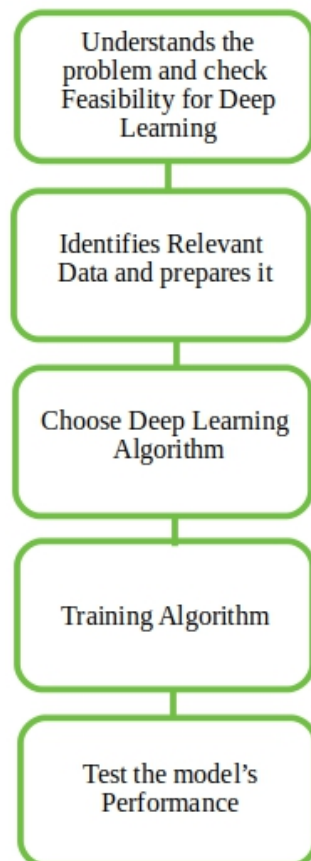 Understands the
problem and check
Feasibility for Deep
Learning
Identifies Relevant
Data and prepares it
Choose Deep Learning
Algorithm
Training Algorithm
Test the model’s
Performance